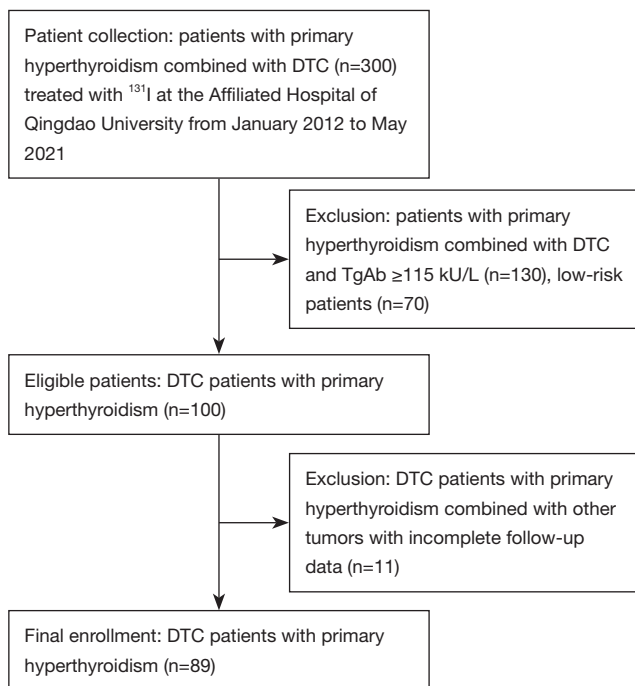 Patient collection: patients with primary
hyperthyroidism combined with DTC (n=300)
treated with ¹³¹I at the Affiliated Hospital of
Qingdao University from January 2012 to May
2021
Exclusion: patients with primary
hyperthyroidism combined with DTC
and TgAb ≥115 kU/L (n=130), low-risk
patients (n=70)
Eligible patients: DTC patients with primary
hyperthyroidism (n=100)
Exclusion: DTC patients with primary
hyperthyroidism combined with other
tumors with incomplete follow-up
data (n=11)
Final enrollment: DTC patients with primary
hyperthyroidism (n=89)